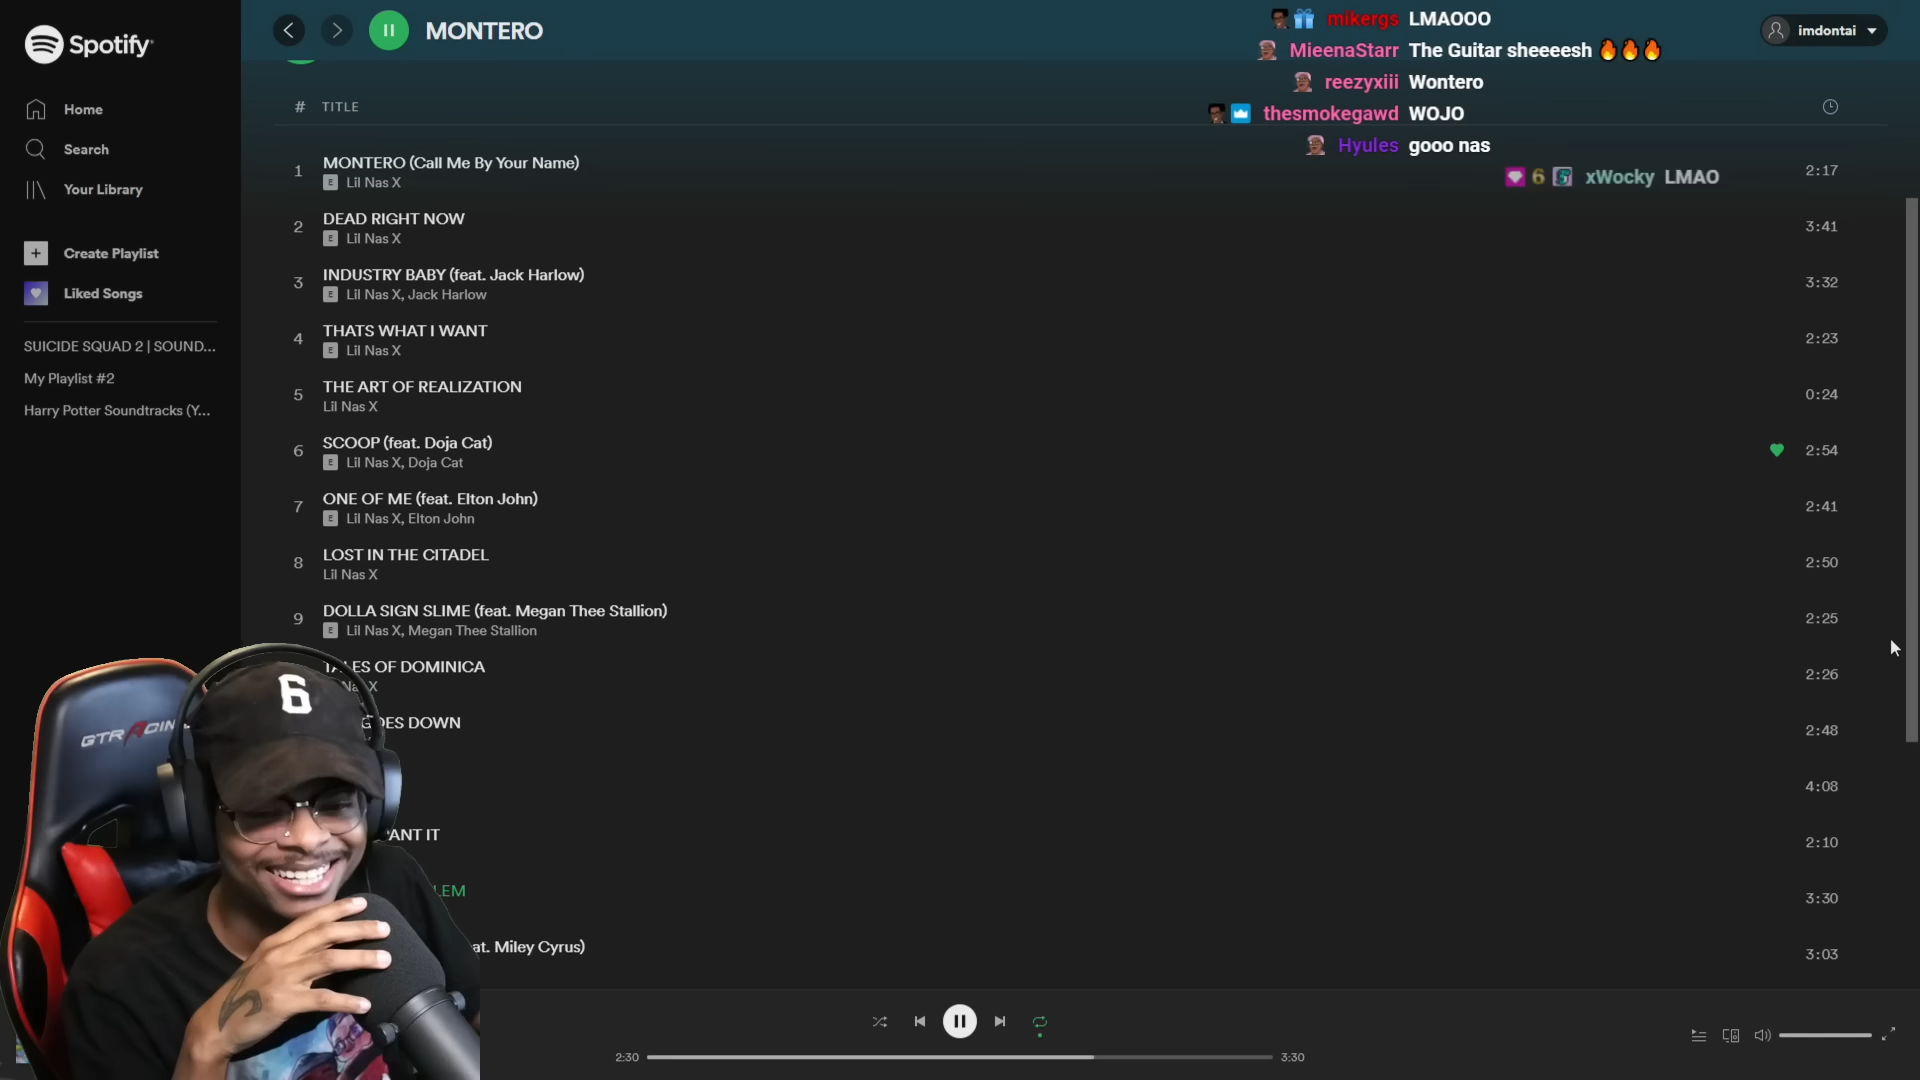 Spotify
Home
Search
Your Library
Create Playlist
Liked Songs
SUICIDE SQUAD 2 | SOUND...
My Playlist #2
Harry Potter Soundtracks (Y...
MONTERO
imdontai
mikergs LMAOOO
MieenaStarr The Guitar sheeeesh 🔥🔥🔥
reezyxiii Wontero
thesmokegawd WOJO
Hyules gooo nas
6 xWocky LMAO
# TITLE
1 MONTERO (Call Me By Your Name) 2:17
E Lil Nas X
2 DEAD RIGHT NOW 3:41
E Lil Nas X
3 INDUSTRY BABY (feat. Jack Harlow) 3:32
E Lil Nas X, Jack Harlow
4 THATS WHAT I WANT 2:23
E Lil Nas X
5 THE ART OF REALIZATION 0:24
Lil Nas X
6 SCOOP (feat. Doja Cat) 2:54
E Lil Nas X, Doja Cat
7 ONE OF ME (feat. Elton John) 2:41
E Lil Nas X, Elton John
8 LOST IN THE CITADEL 2:50
Lil Nas X
9 DOLLA SIGN SLIME (feat. Megan Thee Stallion) 2:25
E Lil Nas X, Megan Thee Stallion
TALES OF DOMINICA 2:26
Nas X
GOES DOWN 2:48
4:08
ANT IT 2:10
LEM 3:30
at. Miley Cyrus) 3:03
GTRACIN
6
2:30 3:30